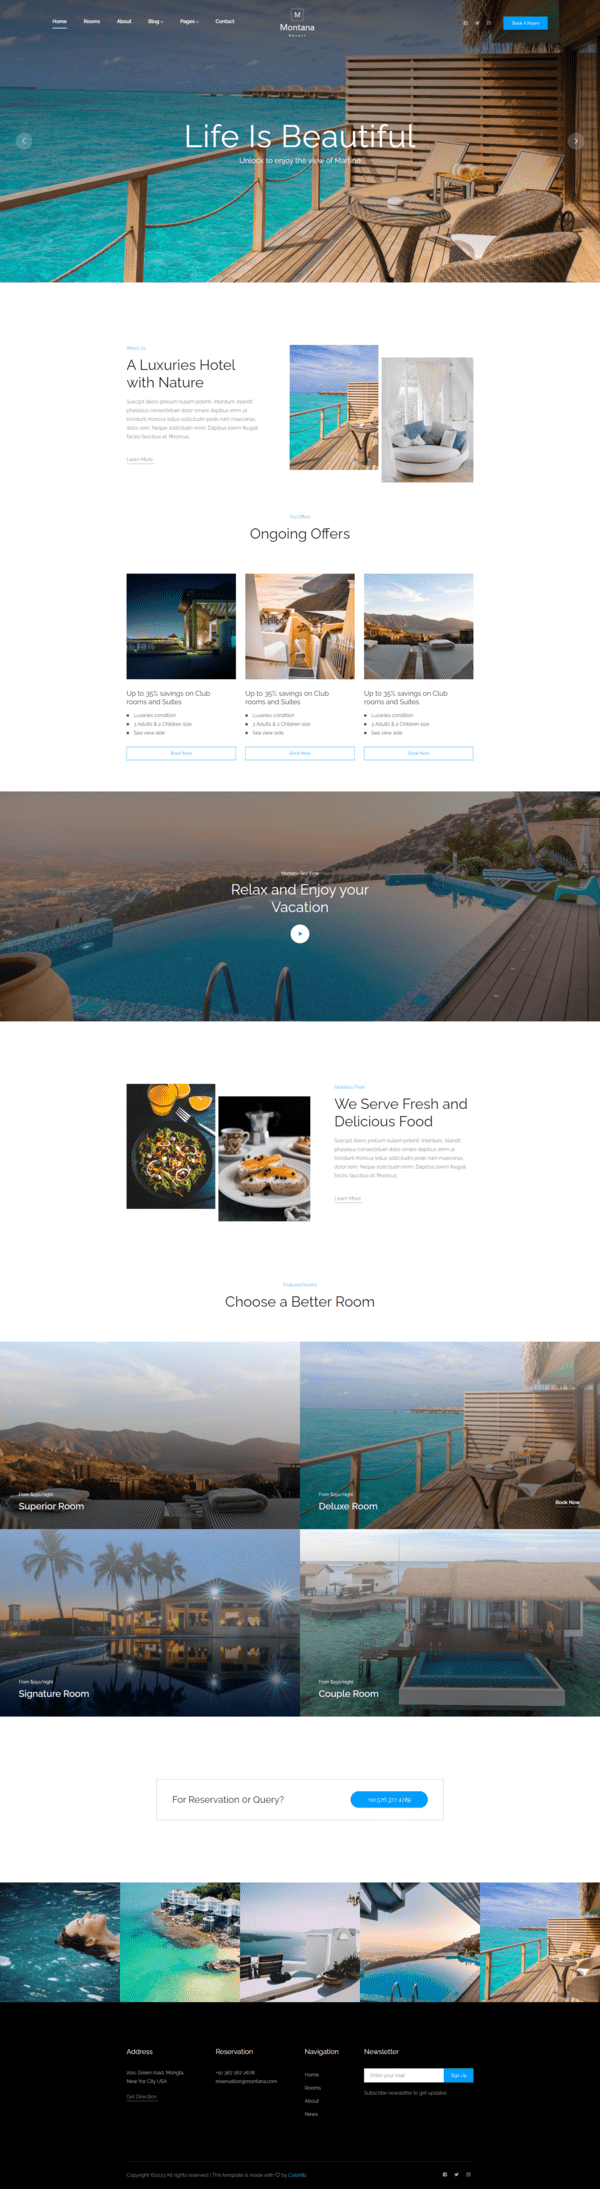 Home Rooms About Blog Pages Contact
M
Montana
Resort
Book A Room
Life Is Beautiful
Unlock to enjoy the view of Martine
About Us
A Luxuries Hotel
with Nature
Suscipit libero pretium nullam potenti. Interdum, blandit
phasellus consectetuer dolor ornare dapibus enim ut
tincidunt rhoncus tellus sollicitudin pede nam maecenas,
dolor sem. Neque sollicitudin enim. Dapibus lorem feugiat
facilisi faucibus et. Rhoncus.
Learn More
Our Offers
Ongoing Offers
Up to 35% savings on Club
rooms and Suites
Luxaries condition
3 Adults & 2 Children size
Sea view side
Book Now
Up to 35% savings on Club
rooms and Suites
Luxaries condition
3 Adults & 2 Children size
Sea view side
Book Now
Up to 35% savings on Club
rooms and Suites
Luxaries condition
3 Adults & 2 Children size
Sea view side
Book Now
Montana Sea View
Relax and Enjoy your
Vacation
Delicious Food
We Serve Fresh and
Delicious Food
Suscipit libero pretium nullam potenti. Interdum, blandit
phasellus consectetuer dolor ornare dapibus enim ut
tincidunt rhoncus tellus sollicitudin pede nam maecenas,
dolor sem. Neque sollicitudin enim. Dapibus lorem feugiat
facilisi faucibus et. Rhoncus.
Learn More
Featured Rooms
Choose a Better Room
From $250/night
Superior Room
From $250/night
Deluxe Room
Book Now
From $250/night
Signature Room
From $250/night
Couple Room
For Reservation 0r Query?
+10 576 377 4789
Address
200, Green road, Mongla,
New Yor City USA
Get Direction
Reservation
+10 367 267 2678
reservation@montana.com
Navigation
Home
Rooms
About
News
Newsletter
Enter your mail
Sign Up
Subscribe newsletter to get updates
Copyright ©2023 All rights reserved | This template is made with by Colorlib